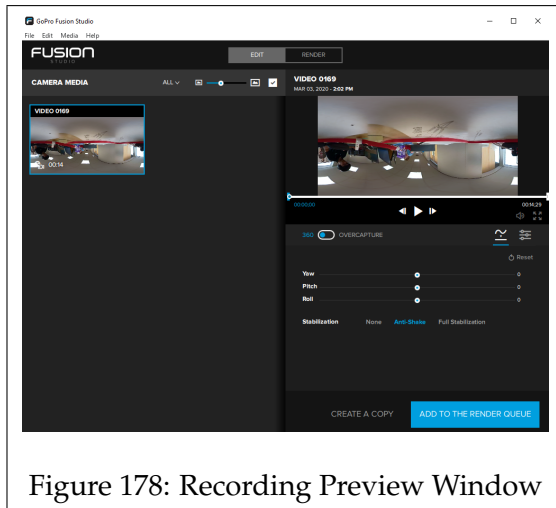 GoPro Fusion Studio
File Edit Media Help
FUSION
STUDIO
EDIT RENDER
CAMERA MEDIA ALL
VIDEO 0169
00:14
VIDEO 0169
MAR 03, 2020 - 2:02 PM
00:00;00 00:14;29
360 OVERCAPTURE
Reset
Yaw 0
Pitch 0
Roll 0
Stabilization None Anti-Shake Full Stabilization
CREATE A COPY ADD TO THE RENDER QUEUE
Figure 178: Recording Preview Window